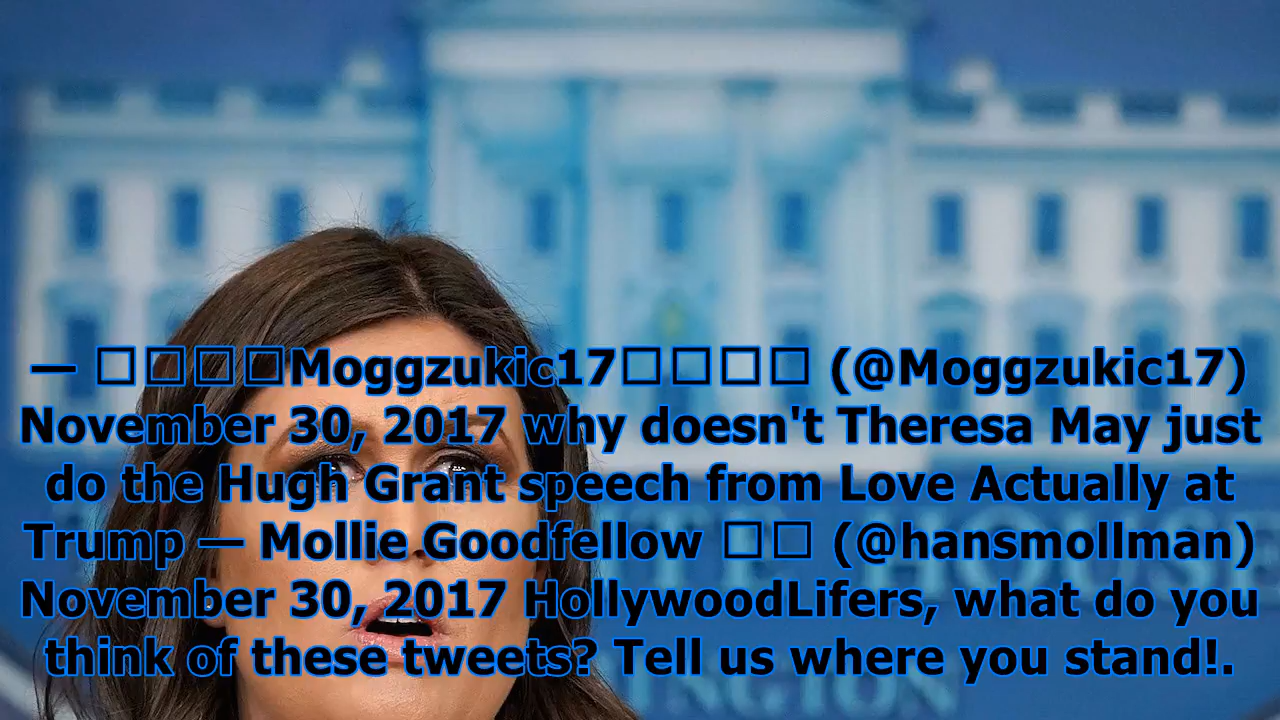 — □□□□Moggzukic17□□□□ (@Moggzukic17)
November 30, 2017 why doesn't Theresa May just
do the Hugh Grant speech from Love Actually at
Trump — Mollie Goodfellow □□ (@hansmollman)
November 30, 2017 HollywoodLifers, what do you
think of these tweets? Tell us where you stand!.